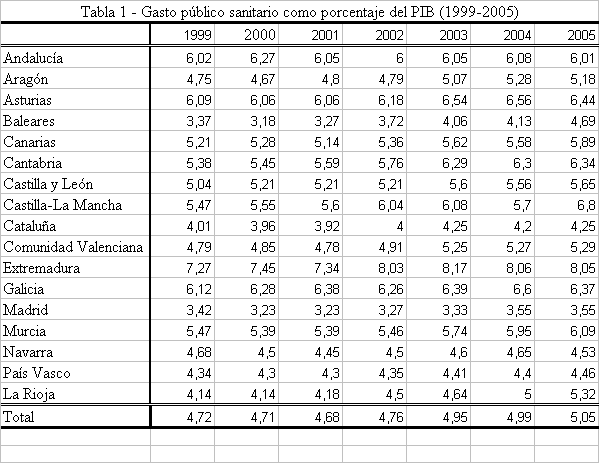 Tabla 1 - Gasto público sanitario como porcentaje del PIB (1999-2005)
1999 2000 2001 2002 2003 2004 2005
Andalucía 6,02 6,27 6,05 6 6,05 6,08 6,01
Aragón 4,75 4,67 4,8 4,79 5,07 5,28 5,18
Asturias 6,09 6,06 6,06 6,18 6,54 6,56 6,44
Baleares 3,37 3,18 3,27 3,72 4,06 4,13 4,69
Canarias 5,21 5,28 5,14 5,36 5,62 5,58 5,89
Cantabria 5,38 5,45 5,59 5,76 6,29 6,3 6,34
Castilla y León 5,04 5,21 5,21 5,21 5,6 5,56 5,65
Castilla-La Mancha 5,47 5,55 5,6 6,04 6,08 5,7 6,8
Cataluña 4,01 3,96 3,92 4 4,25 4,2 4,25
Comunidad Valenciana 4,79 4,85 4,78 4,91 5,25 5,27 5,29
Extremadura 7,27 7,45 7,34 8,03 8,17 8,06 8,05
Galicia 6,12 6,28 6,38 6,26 6,39 6,6 6,37
Madrid 3,42 3,23 3,23 3,27 3,33 3,55 3,55
Murcia 5,47 5,39 5,39 5,46 5,74 5,95 6,09
Navarra 4,68 4,5 4,45 4,5 4,6 4,65 4,53
País Vasco 4,34 4,3 4,3 4,35 4,41 4,4 4,46
La Rioja 4,14 4,14 4,18 4,5 4,64 5 5,32
Total 4,72 4,71 4,68 4,76 4,95 4,99 5,05